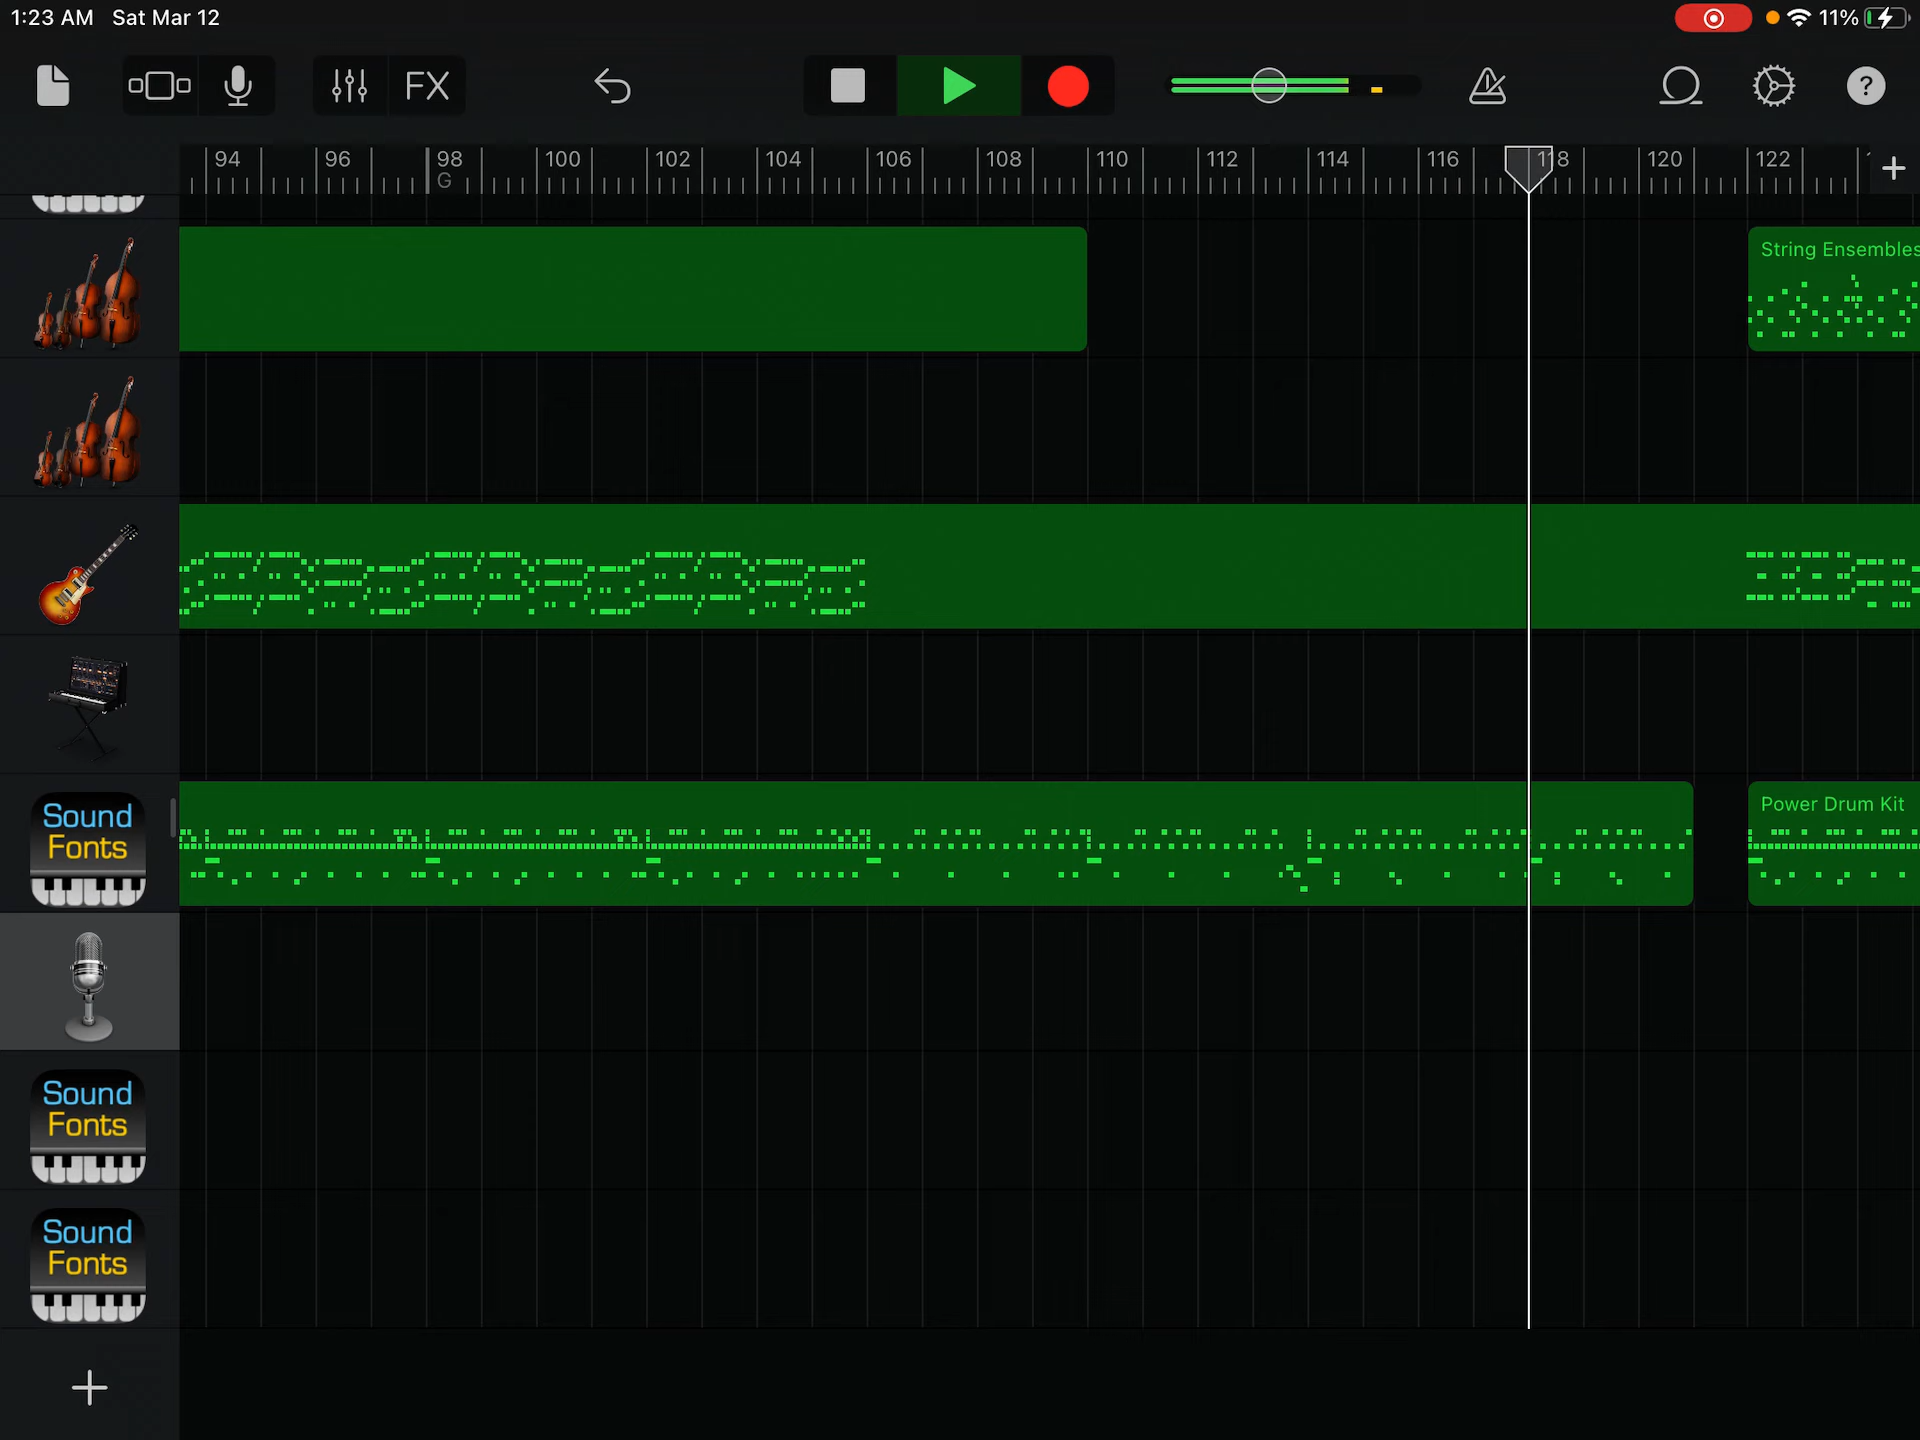 1:23 AM Sat Mar 12
11%
FX
?
94 96 98 100 102 104 106 108 110 112 114 116 118 120 122
G
String Ensembles
Sound
Fonts
Power Drum Kit
Sound
Fonts
Sound
Fonts